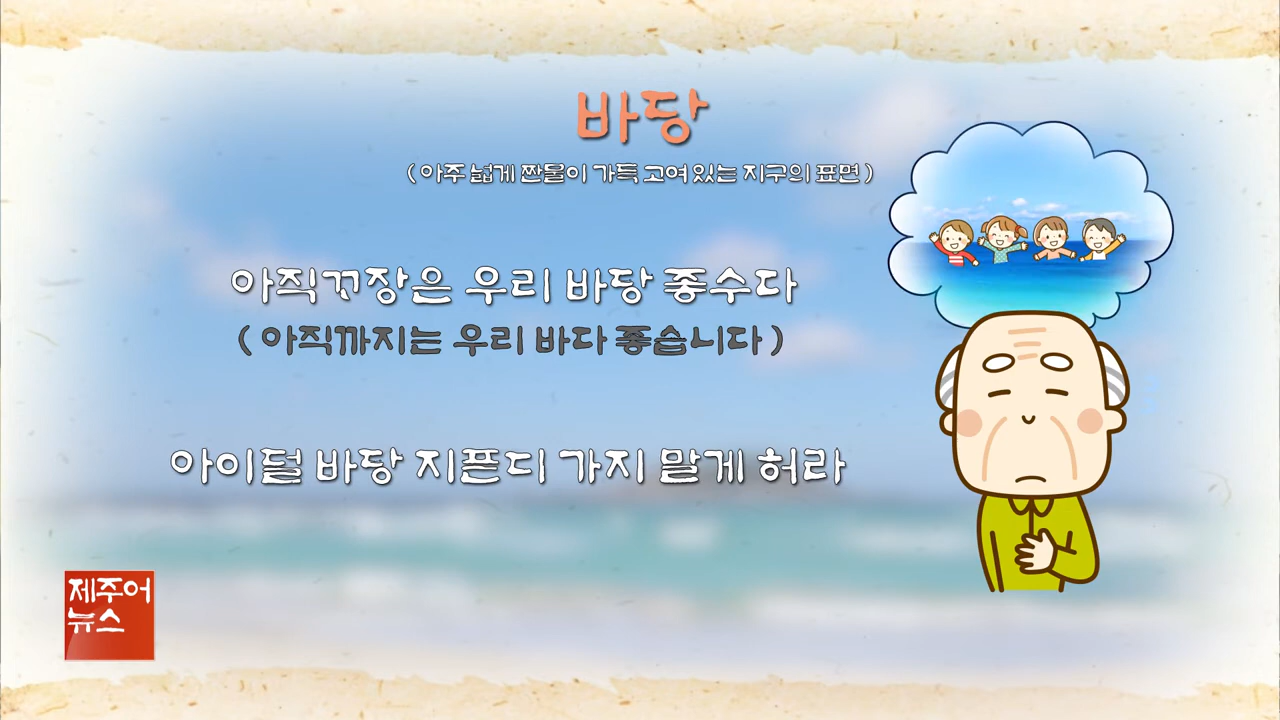 바당
( 아주 넓게 짠물이 가득 고여 있는 지구의 표면 )
아직꾸장은 우리 바당 좋수다
( 아직까지는 우리 바다 좋습니다 )
아이덜 바당 지픈디 가지 말게 허라
제주어
뉴스